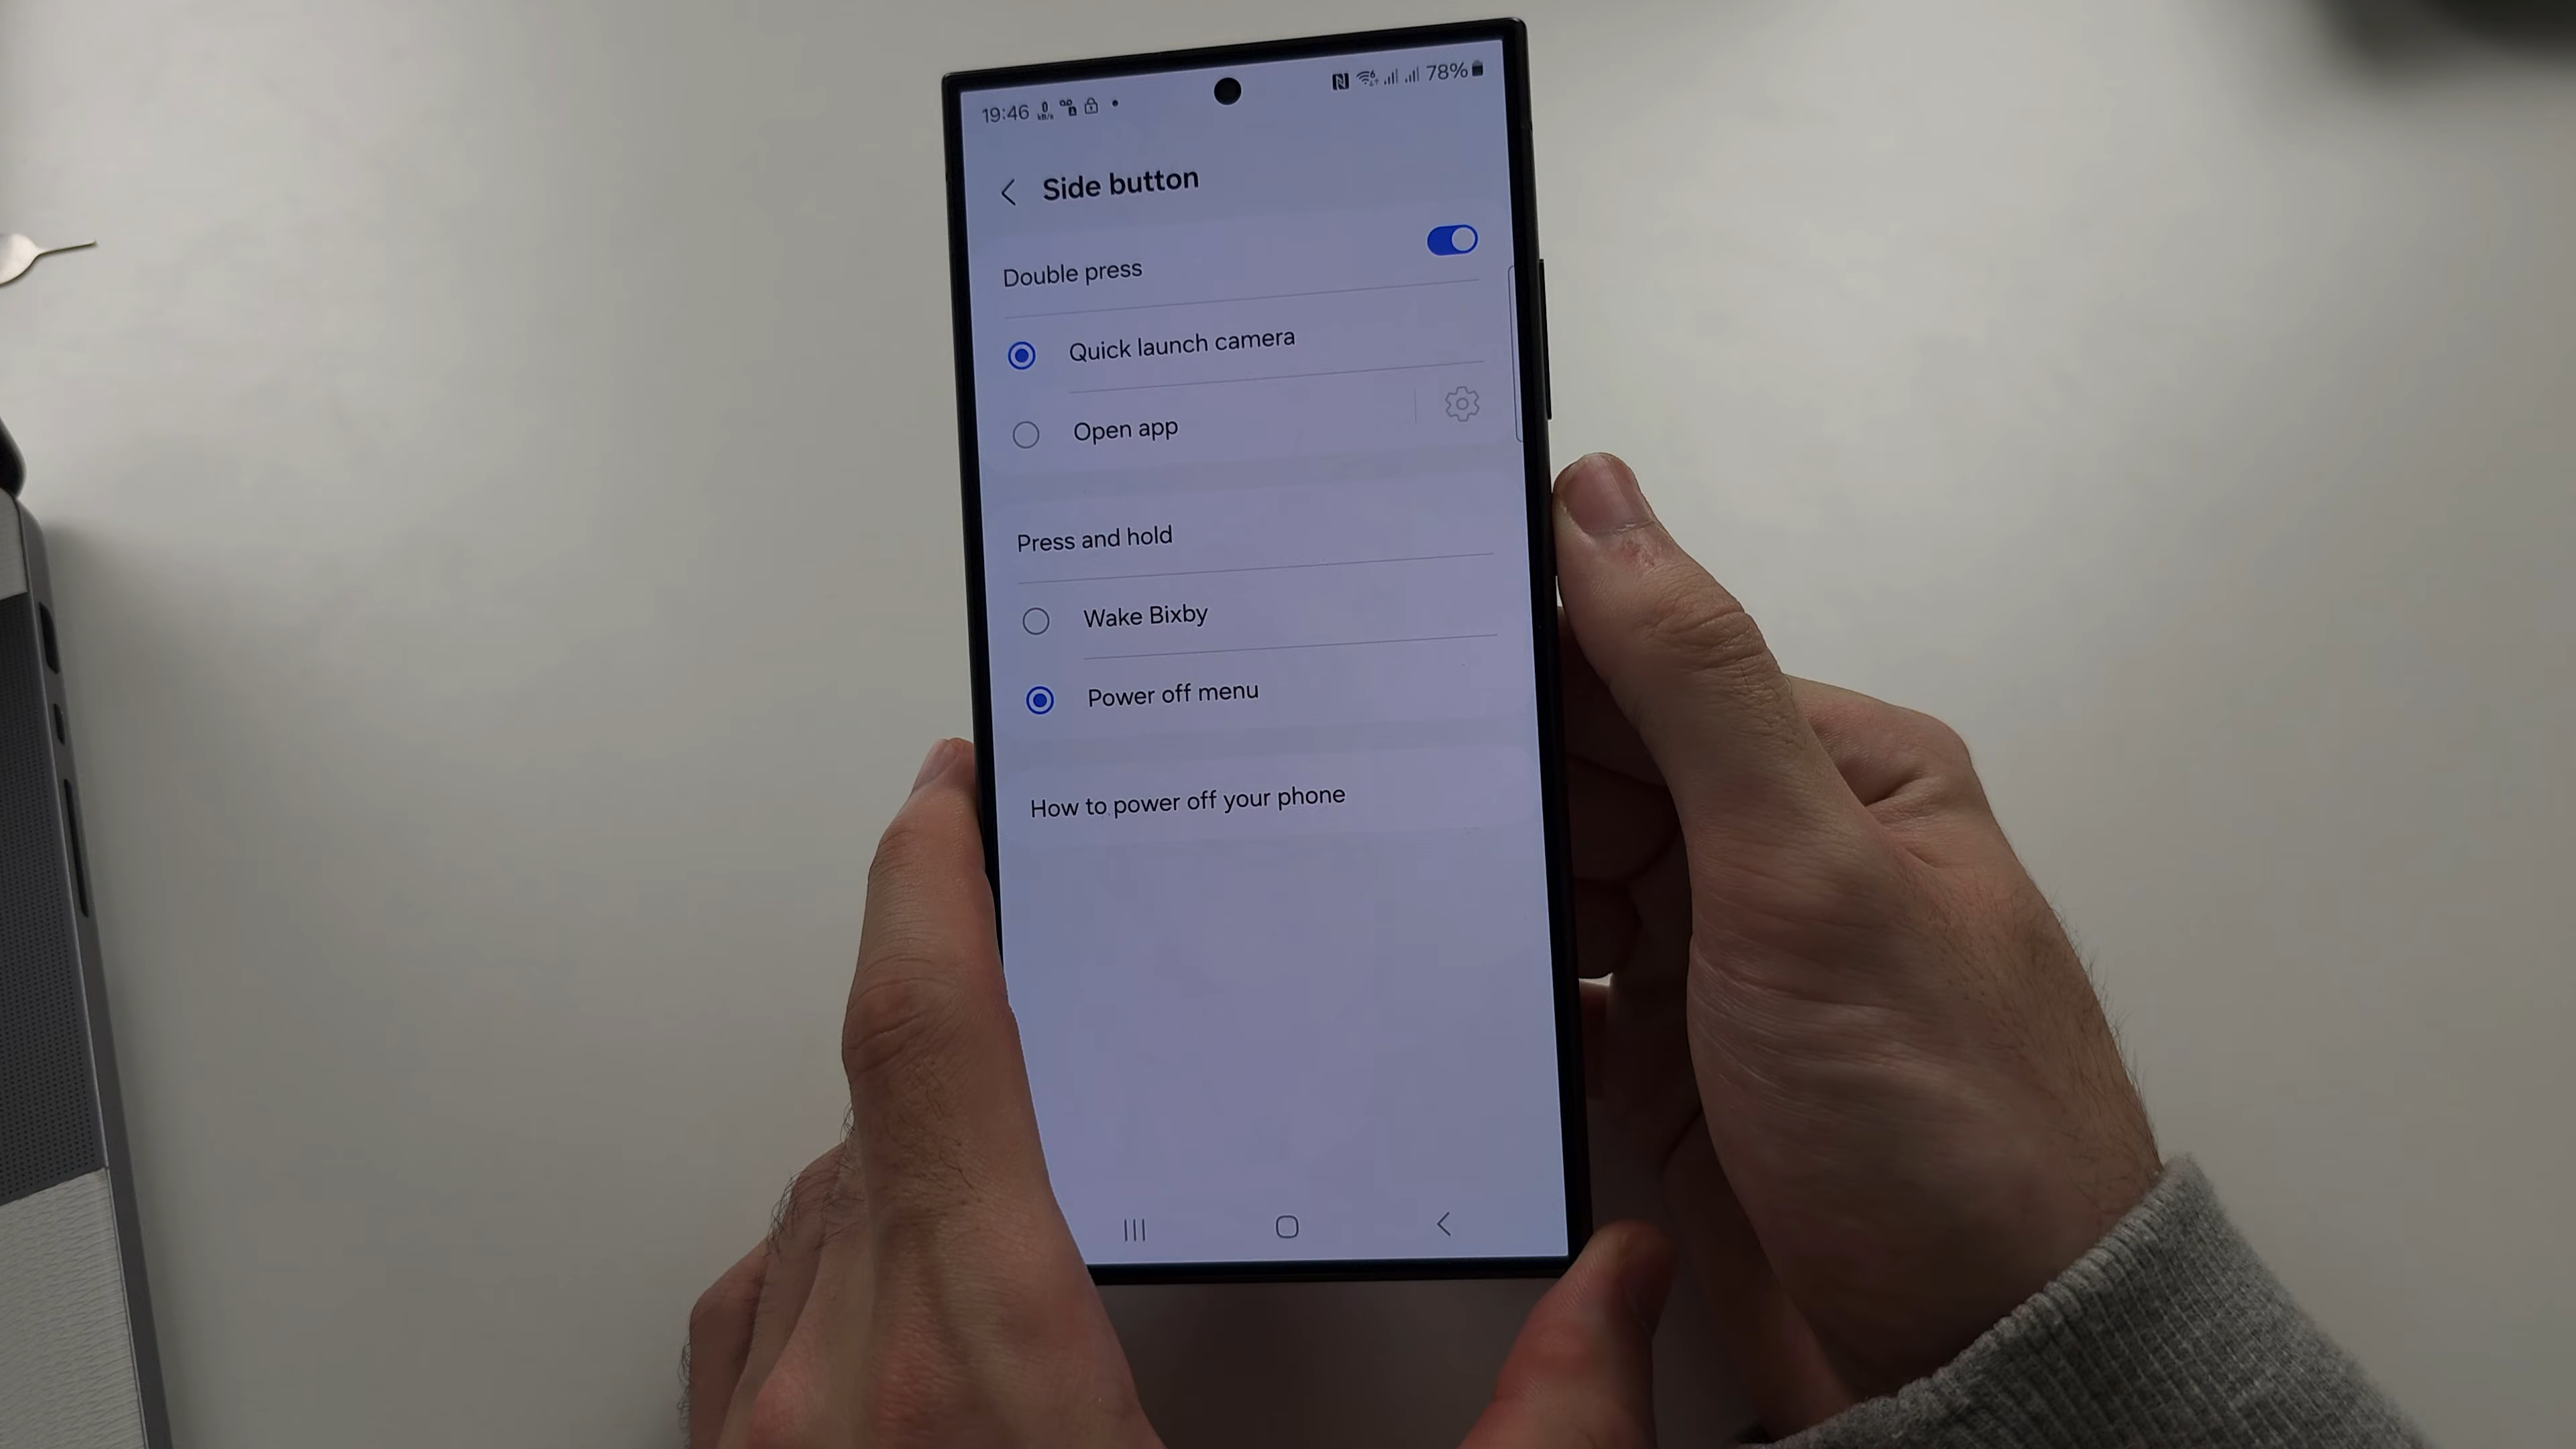 19:46 78%
Side button
Double press
Quick launch camera
Open app
Press and hold
Wake Bixby
Power off menu
How to power off your phone